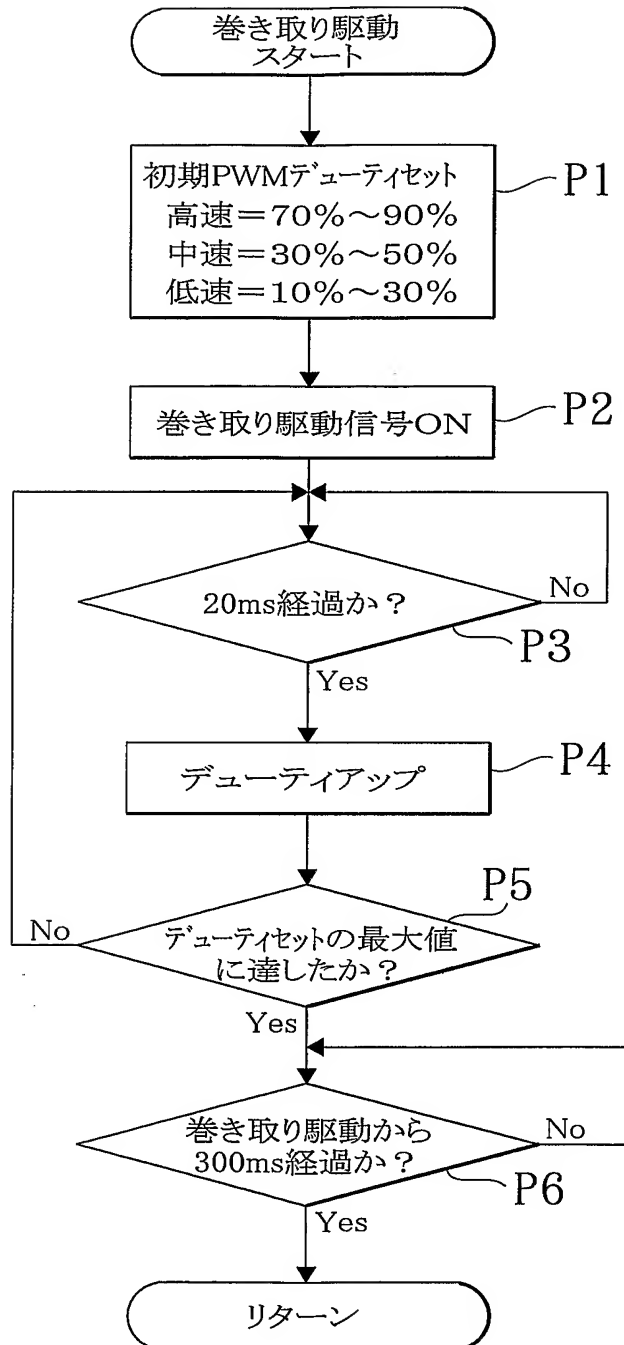 巻き取り駆動
スタート
初期PWMデューティセット
高速＝70％～90％
中速＝30％～50％
低速＝10％～30％
P1
巻き取り駆動信号ON
P2
20ms経過か？
No
P3
Yes
デューティアップ
P4
P5
デューティセットの最大値
に達したか？
No
Yes
巻き取り駆動から
300ms経過か？
No
P6
Yes
リターン